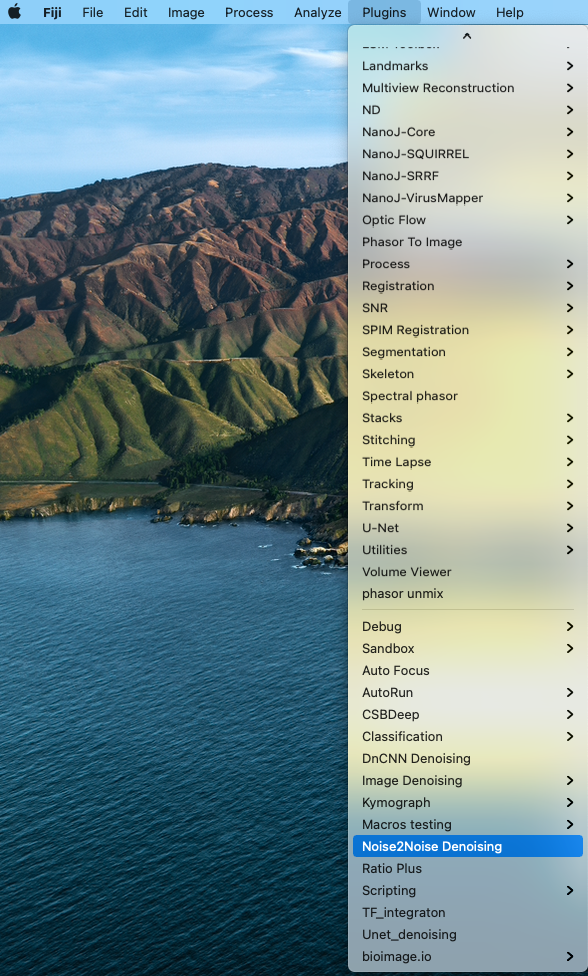 Fiji File Edit Image Process Analyze Plugins Window Help
Landmarks
Multiview Reconstruction
ND
NanoJ-Core
NanoJ-SQUIRREL
NanoJ-SRRF
NanoJ-VirusMapper
Optic Flow
Phasor To Image
Process
Registration
SNR
SPIM Registration
Segmentation
Skeleton
Spectral phasor
Stacks
Stitching
Time Lapse
Tracking
Transform
U-Net
Utilities
Volume Viewer
phasor unmix
Debug
Sandbox
Auto Focus
AutoRun
CSBDeep
Classification
DnCNN Denoising
Image Denoising
Kymograph
Macros testing
Noise2Noise Denoising
Ratio Plus
Scripting
TF_integraton
Unet_denoising
bioimage.io